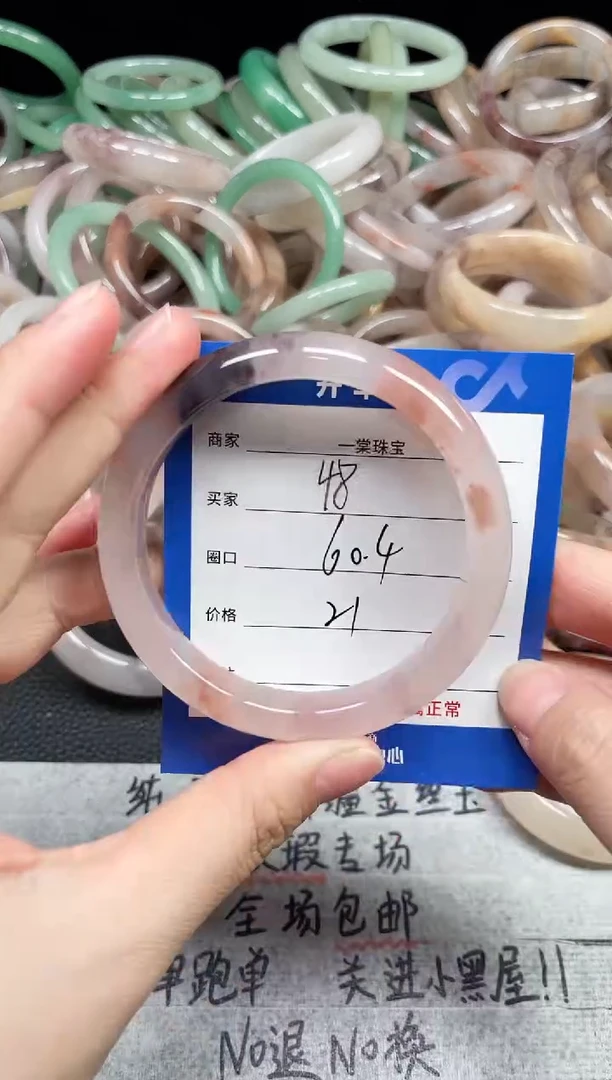 商家 一棠珠宝
买家 48
圈口 60.4
价格 21
正常
心
纯 疆金丝玉
瑕专场
全场包邮
跑单 关进小黑屋!!
No退 No换